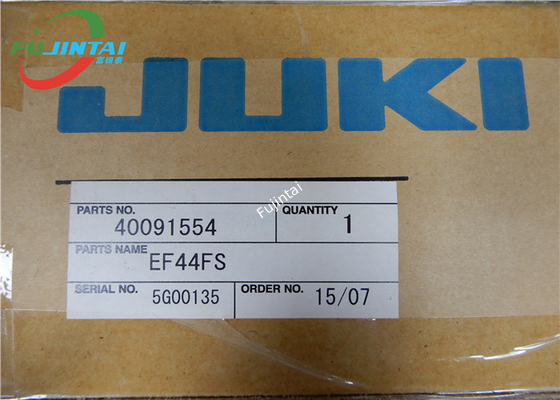 FUJINTAI
富锦泰
JUKI
PARTS NO. 40091554 QUANTITY 1
PARTS NAME EF44FS
SERIAL NO. 5G00135 ORDER NO. 15/07
Fujintai